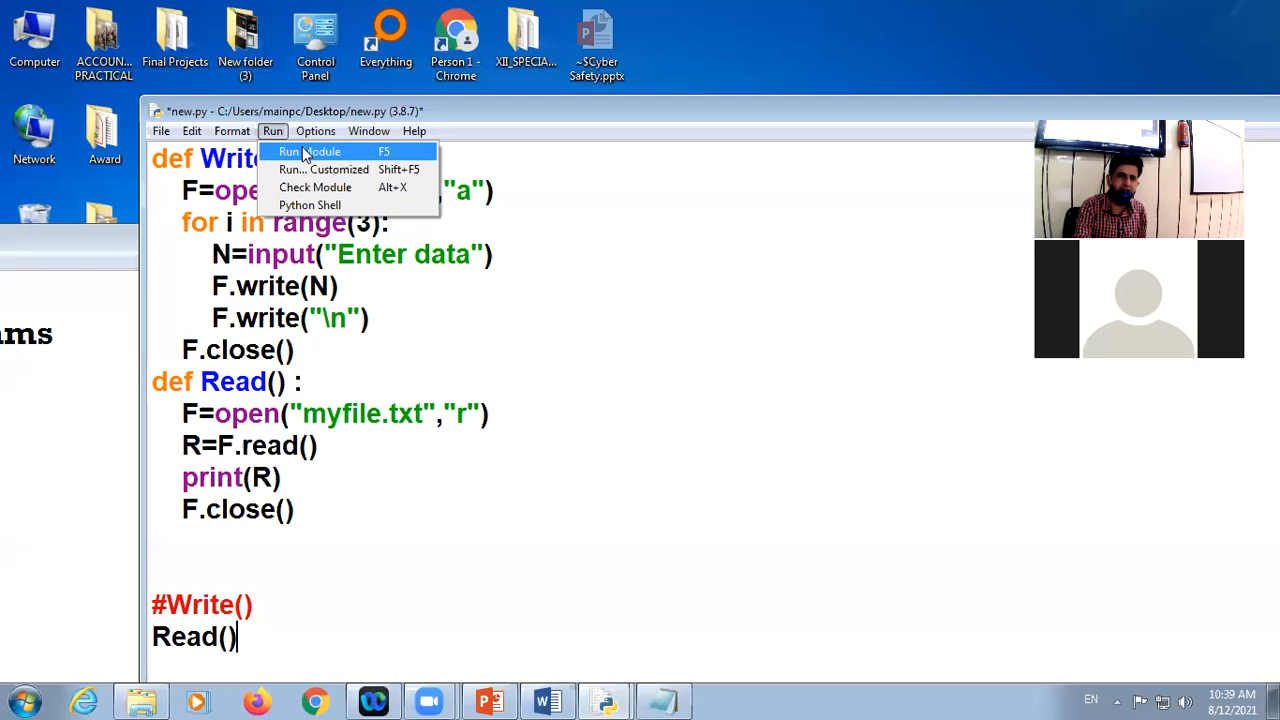 Computer
ACCOUN... PRACTICAL
Final Projects
New folder (3)
Control Panel
Everything
Person 1 - Chrome
XII_SPECIA...
~$Cyber Safety.pptx
Network
Award
*new.py - C:/Users/mainpc/Desktop/new.py (3.8.7)*
File Edit Format Run Options Window Help
Run Module F5
Run... Customized Shift+F5
Check Module Alt+X
Python Shell
def
F=
,"a")
for i in range(3):
N=input("Enter data")
F.write(N)
F.write("\n")
F.close()
def Read() :
F=open("myfile.txt","r")
R=F.read()
print(R)
F.close()
#Write()
Read()
EN
10:39 AM
8/12/2021